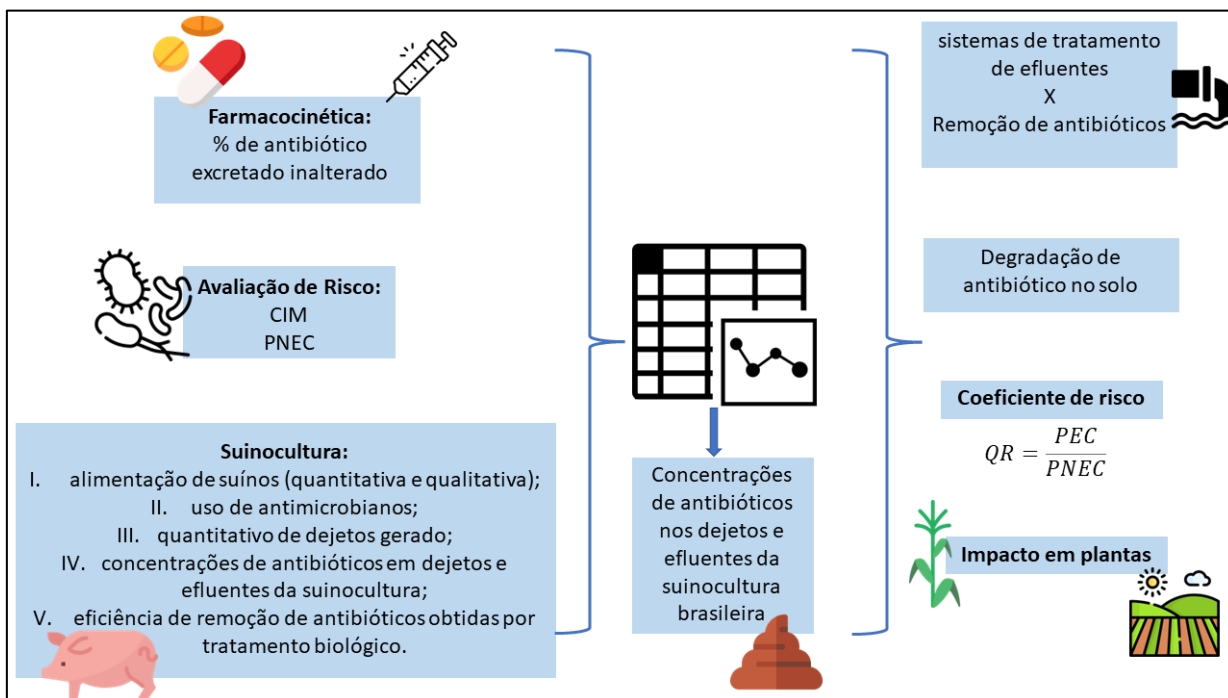 Farmacocinética:
% de antibiótico
excretado inalterado
Avaliação de Risco:
CIM
PNEC
Suinocultura:
I. alimentação de suínos (quantitativa e qualitativa);
II. uso de antimicrobianos;
III. quantitativo de dejetos gerado;
IV. concentrações de antibióticos em dejetos e
efluentes da suinocultura;
V. eficiência de remoção de antibióticos obtidas por
tratamento biológico.
Concentrações
de antibióticos
nos dejetos e
efluentes da
suinocultura
brasileira
sistemas de tratamento
de efluentes
X
Remoção de antibióticos
Degradação de
antibiótico no solo
Coeficiente de risco
QR = PEC / PNEC
Impacto em plantas